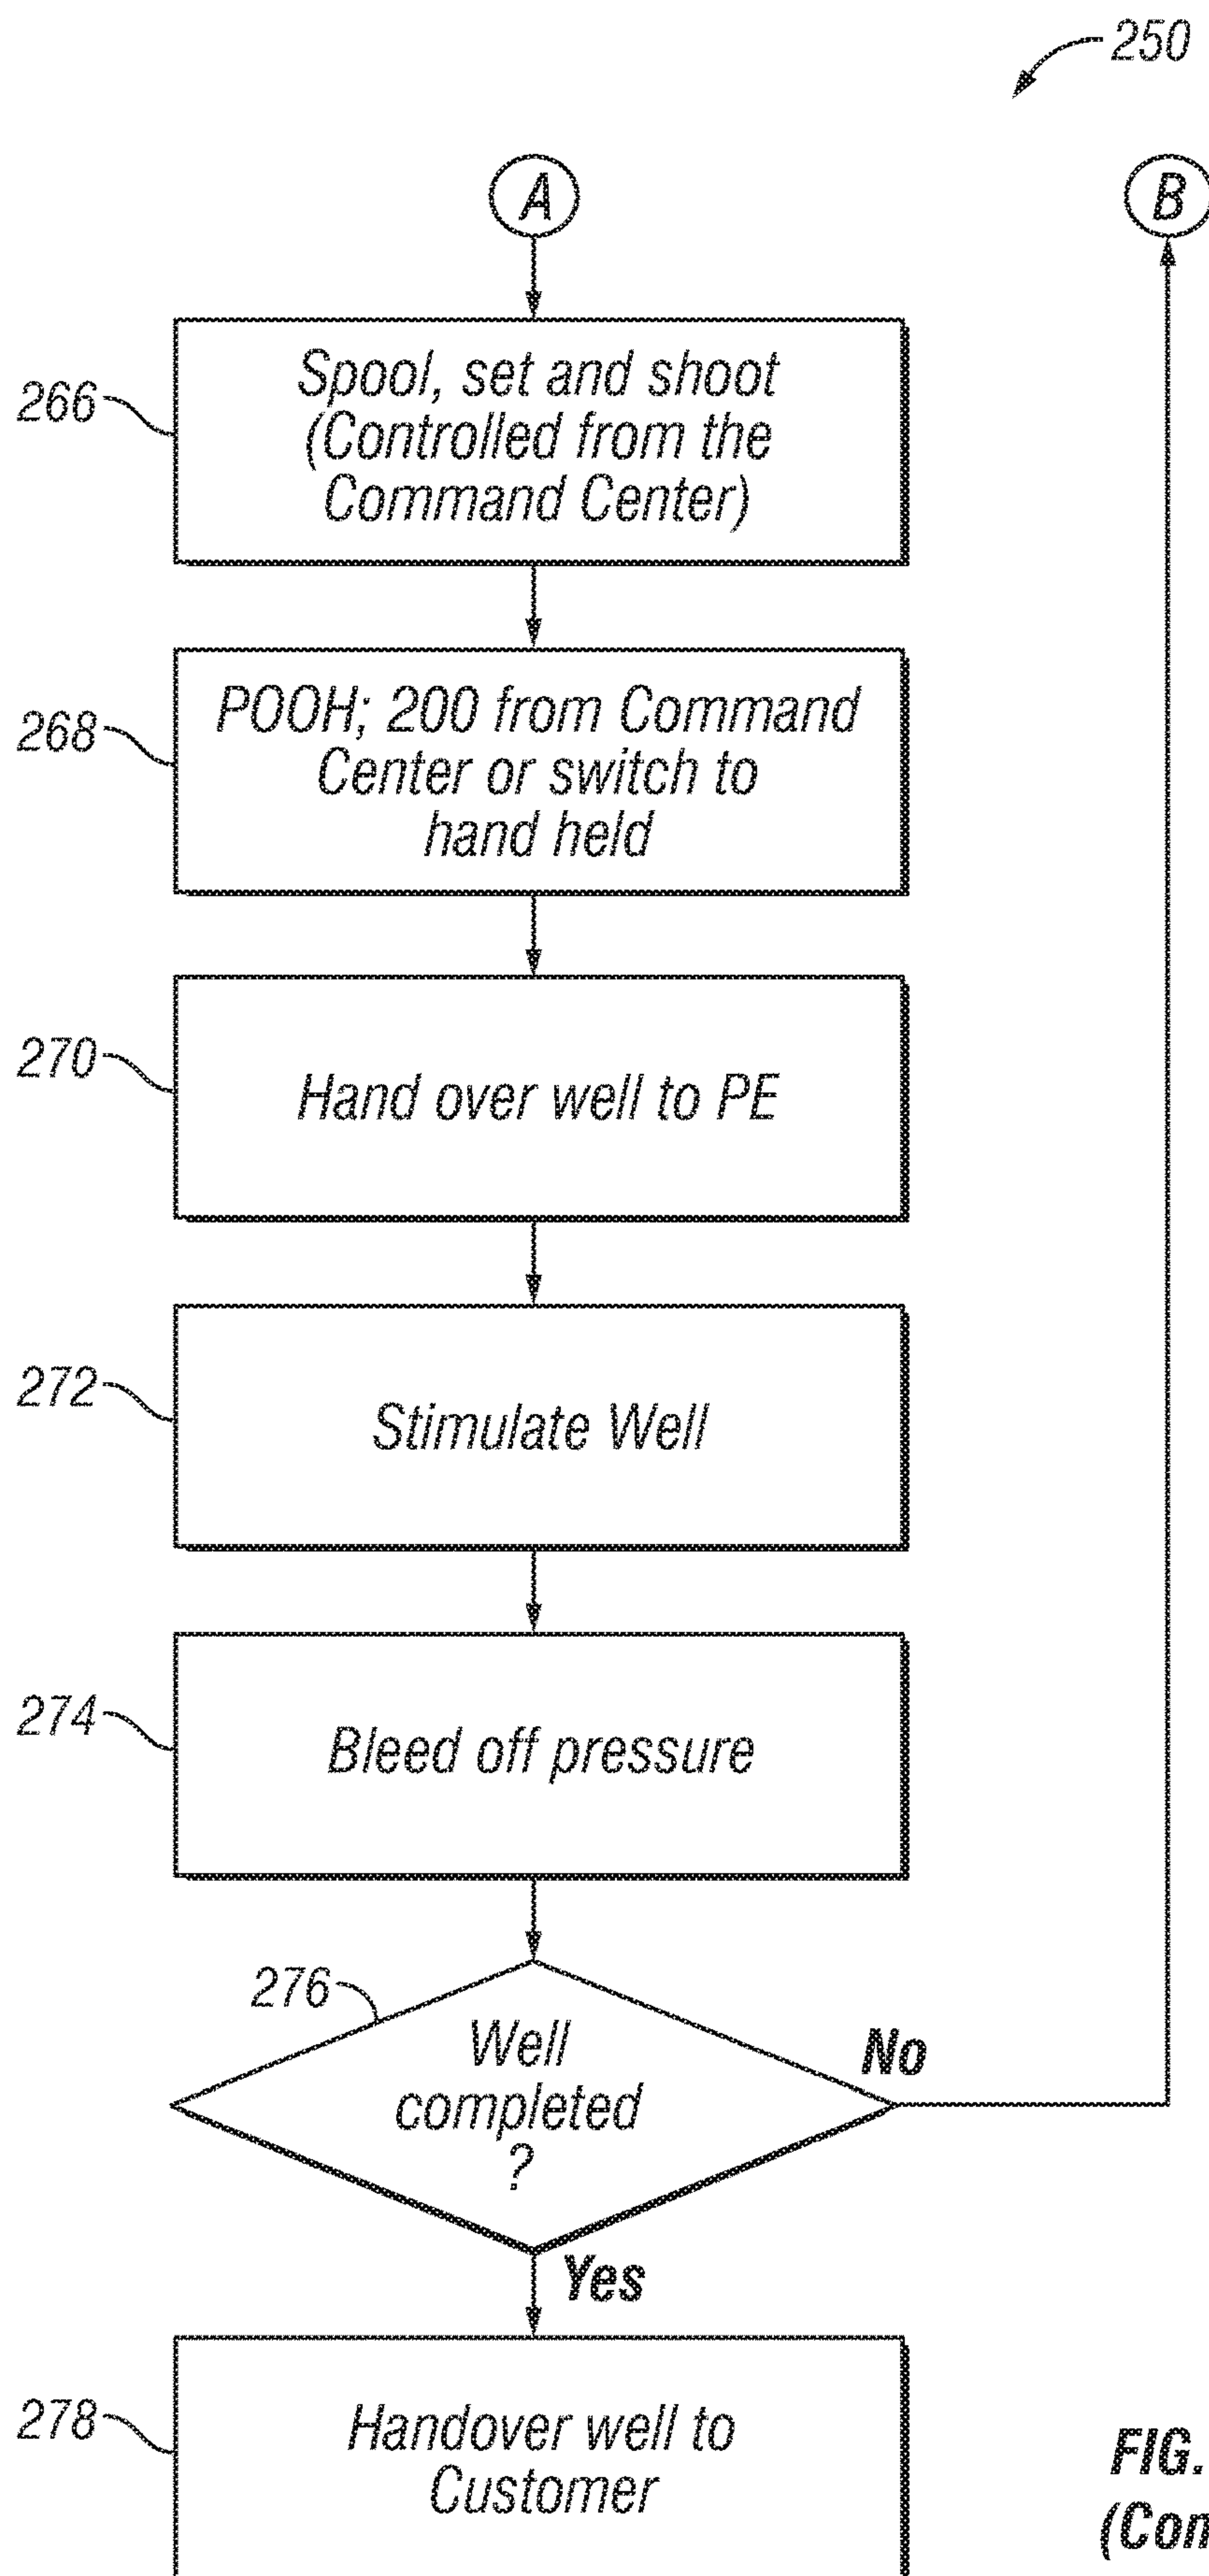 250
A
B
266
Spool, set and shoot
(Controlled from the
Command Center)
268
POOH; 200 from Command
Center or switch to
hand held
270
Hand over well to PE
272
Stimulate Well
274
Bleed off pressure
276
Well
completed
?
No
Yes
278
Handover well to
Customer
FIG.